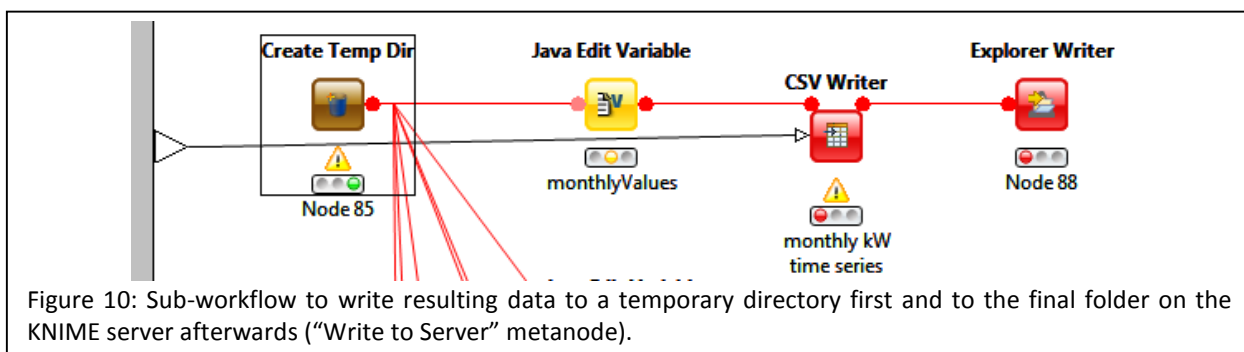 Create Temp Dir
Java Edit Variable
Explorer Writer
CSV Writer
V
monthlyValues
Node 88
Node 85
monthly kW
time series
Figure 10: Sub-workflow to write resulting data to a temporary directory first and to the final folder on the
KNIME server afterwards (“Write to Server” metanode).